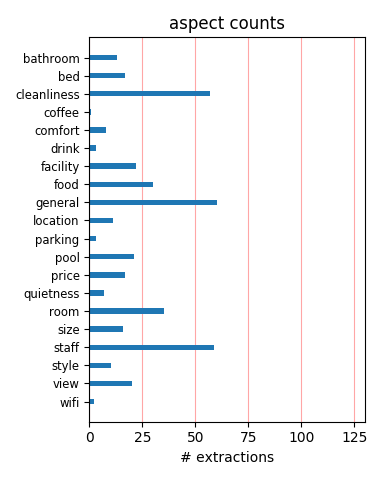 aspect counts
bathroom
bed
cleanliness
coffee
comfort
drink
facility
food
general
location
parking
pool
price
quietness
room
size
staff
style
view
wifi
0 25 50 75 100 125
# extractions